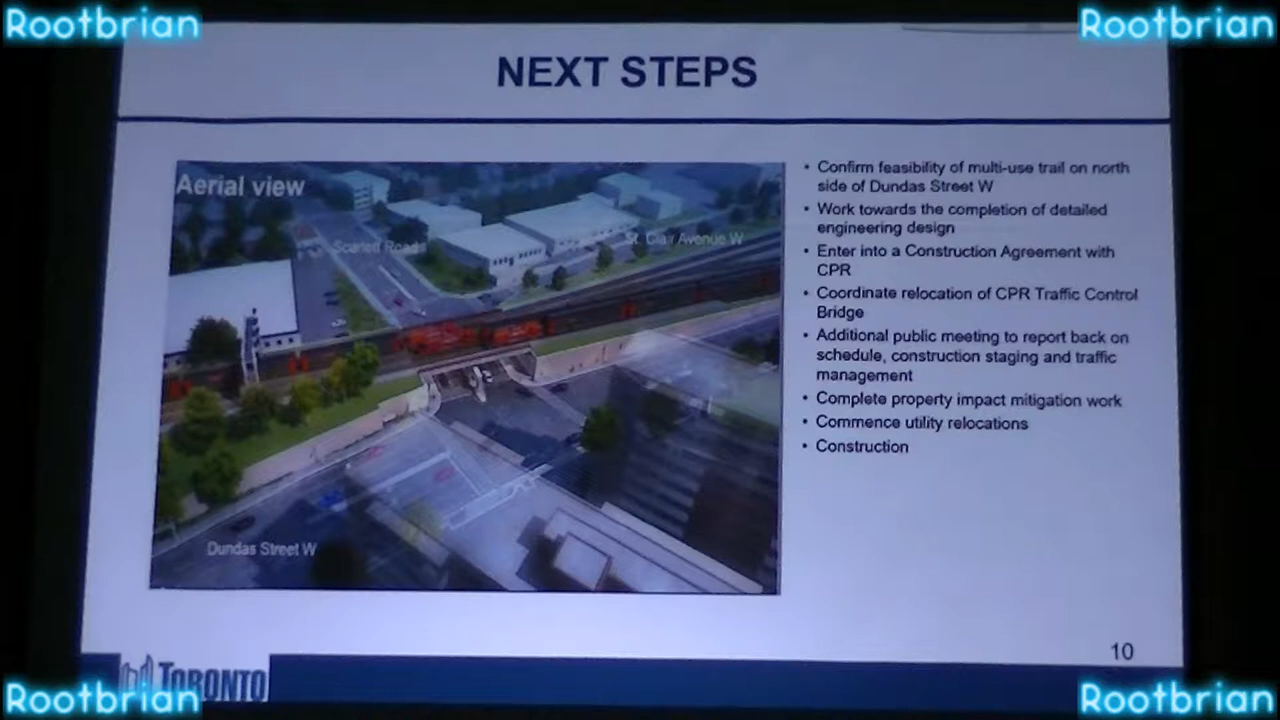 Rootbrian
Rootbrian
NEXT STEPS
Aerial view
Scarlett Road
St. Clair Avenue W
Dundas Street W
• Confirm feasibility of multi-use trail on north
side of Dundas Street W
• Work towards the completion of detailed
engineering design
• Enter into a Construction Agreement with
CPR
• Coordinate relocation of CPR Traffic Control
Bridge
• Additional public meeting to report back on
schedule, construction staging and traffic
management
• Complete property impact mitigation work
• Commence utility relocations
• Construction
10
TORONTO
Rootbrian
Rootbrian